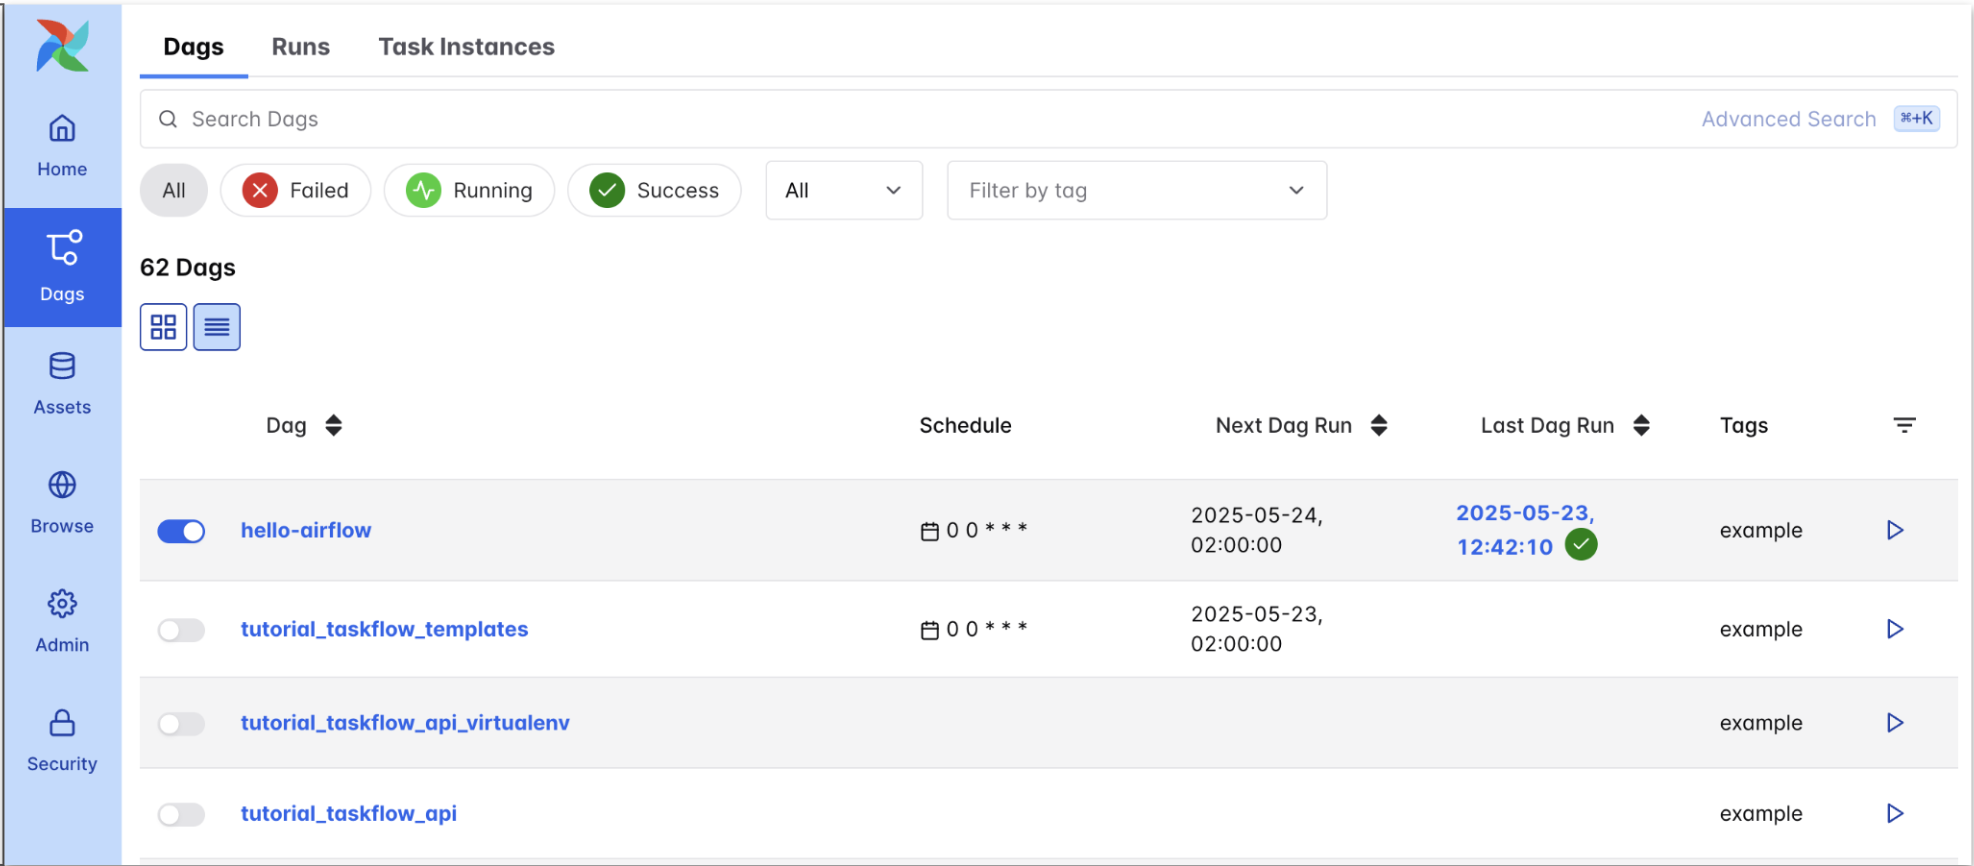 Dags Runs Task Instances
Search Dags Advanced Search ⌘+K
Home
All Failed Running Success All Filter by tag
Dags
62 Dags
Assets
Dag Schedule Next Dag Run Last Dag Run Tags
Browse
hello-airflow 0 0 * * * 2025-05-24, 02:00:00 2025-05-23, 12:42:10 example
Admin
tutorial_taskflow_templates 0 0 * * * 2025-05-23, 02:00:00 example
tutorial_taskflow_api_virtualenv example
Security
tutorial_taskflow_api example